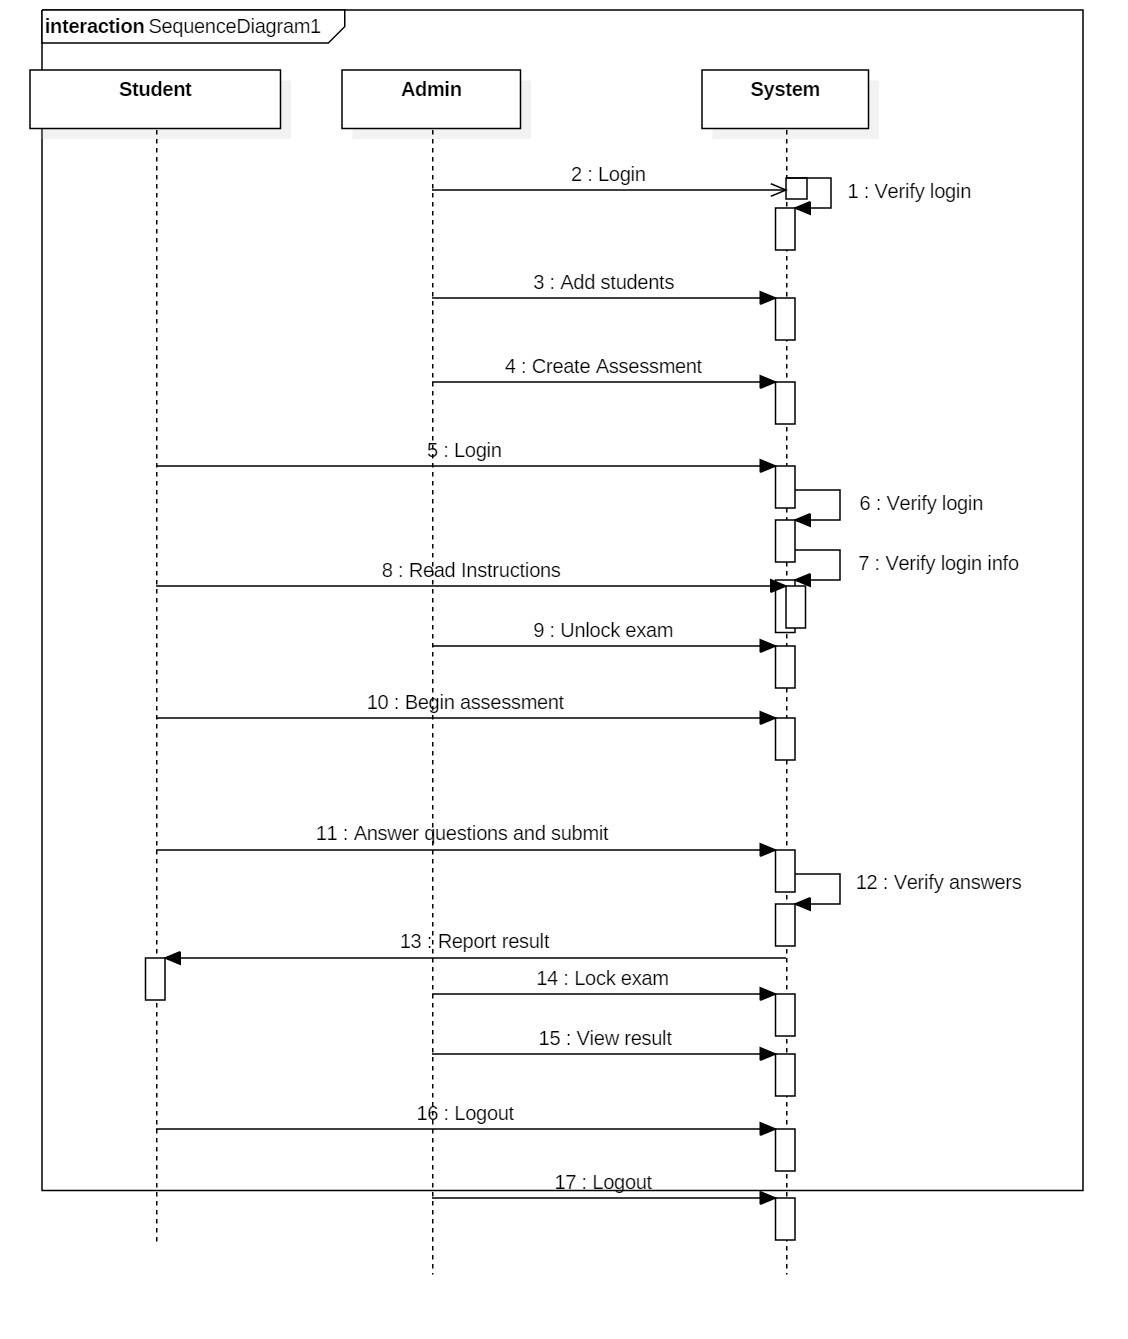 interaction SequenceDiagram1
Student
Admin
System
2 : Login
1 : Verify login
3 : Add students
4 : Create Assessment
5 : Login
6 : Verify login
7 : Verify login info
8 : Read Instructions
9 : Unlock exam
10 : Begin assessment
11 : Answer questions and submit
12 : Verify answers
13 : Report result
14 : Lock exam
15 : View result
16 : Logout
17 : Logout